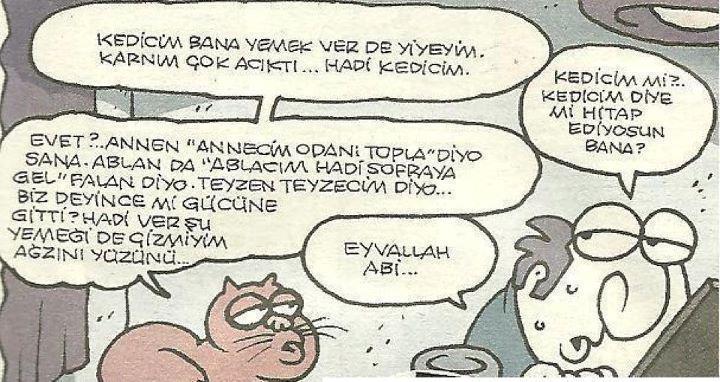 KEDİCİM BANA YEMEK VER DE YİYEYİM.
KARNIM ÇOK ACIKTI... HADİ KEDİCİM.
KEDİCİM Mİ?..
KEDİCİM DİYE
Mİ HİTAP
EDİYOSUN
BANA?
EVET?.. ANNEN "ANNECİM ODANI TOPLA" DİYO
SANA. ABLAN DA "ABLACIM HADİ SOFRAYA
GEL" FALAN DİYO. TEYZEN TEYZECİM DİYO...
BİZ DEYİNCE Mİ GÜCÜNE
GİTTİ? HADİ VER ŞU
YEMEĞİ DE ÇİZMİYİM
AĞZINI YÜZÜNÜ...
EYVALLAH
ABİ...